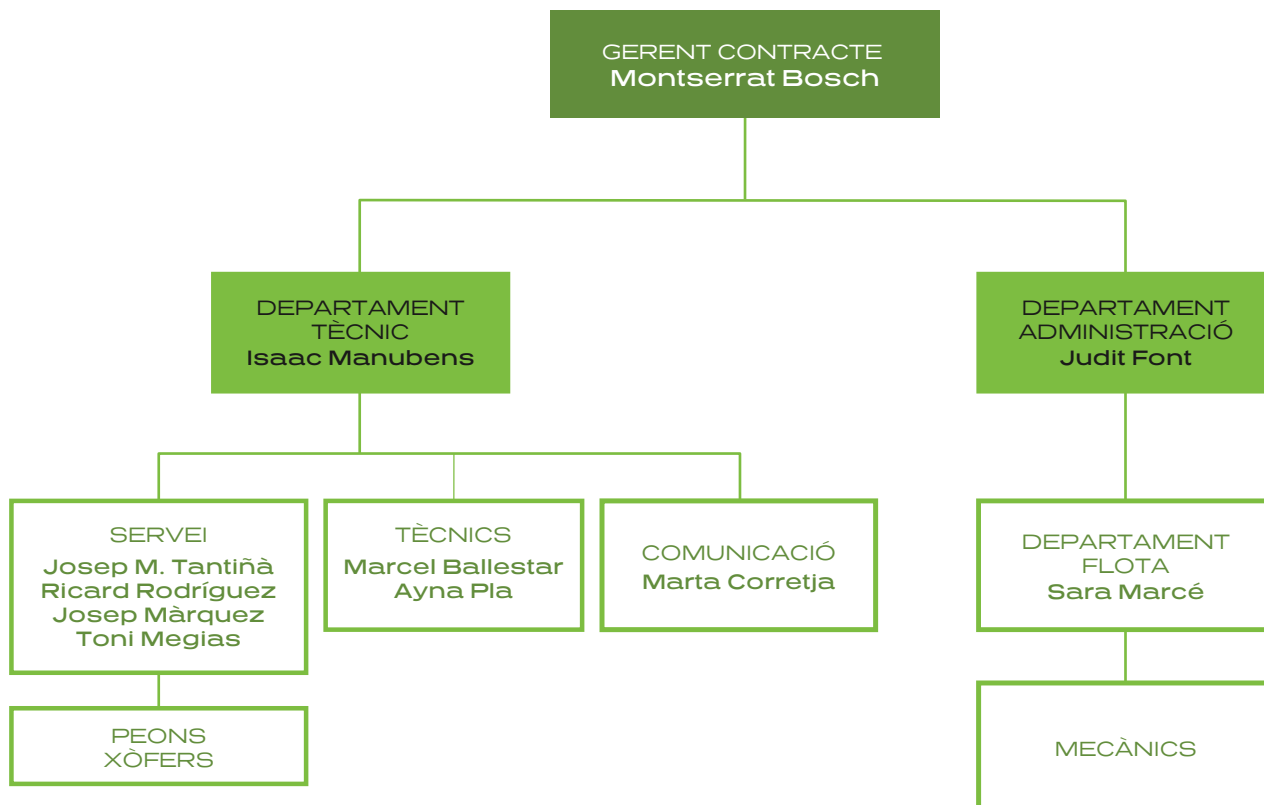 GERENT CONTRACTE
Montserrat Bosch
DEPARTAMENT
TÈCNIC
Isaac Manubens
DEPARTAMENT
ADMINISTRACIÓ
Judit Font
SERVEI
Josep M. Tantiñà
Ricard Rodríguez
Josep Màrquez
Toni Megias
TÈCNICS
Marcel Ballestar
Ayna Pla
COMUNICACIÓ
Marta Corretja
DEPARTAMENT
FLOTA
Sara Marcé
PEONS
XÒFERS
MECÀNICS